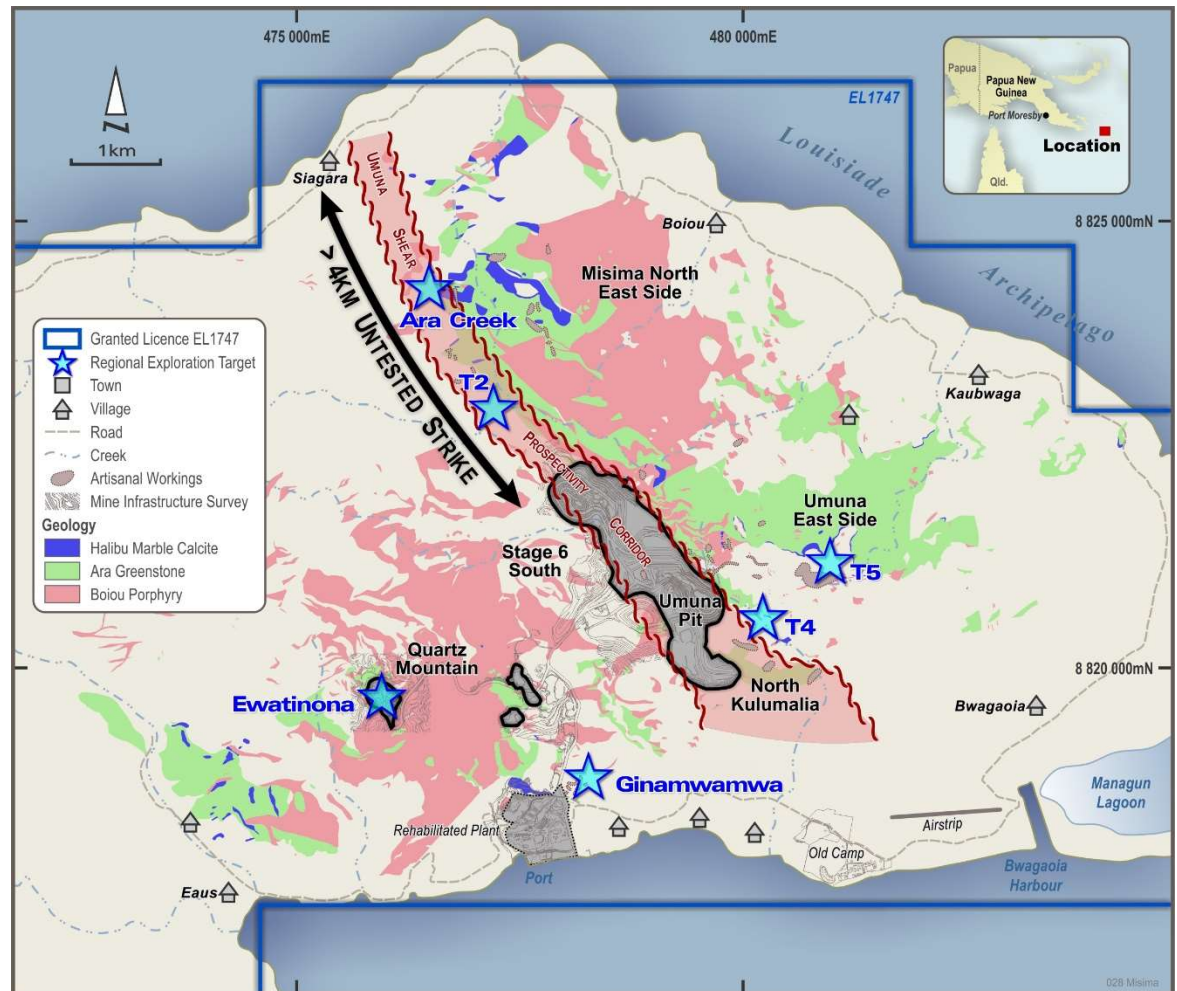 475 000mE
480 000mE
EL1747
Papua
Papua New
Guinea
Port Moresby
Location
Qld.
N
1km
Siagara
UMUNA
SHEAR
Louisiade
Archipelago
8 825 000mN
Boiou
Misima North
East Side
> 4KM UNTESTED STRIKE
Ara Creek
T2
Kaubwaga
PROSPECTIVITY
CORRIDOR
Granted Licence EL1747
Regional Exploration Target
Town
Village
Road
Creek
Artisanal Workings
Mine Infrastructure Survey
Geology
Halibu Marble Calcite
Ara Greenstone
Boiou Porphyry
Umuna
East Side
T5
Stage 6
South
Umuna
Pit
T4
Quartz
Mountain
8 820 000mN
Ewatinona
North
Kulumalia
Bwagaoia
Ginamwamwa
Managun
Lagoon
Rehabilitated Plant
Airstrip
Old Camp
Port
Bwagaoia
Harbour
Eaus
028 Misima